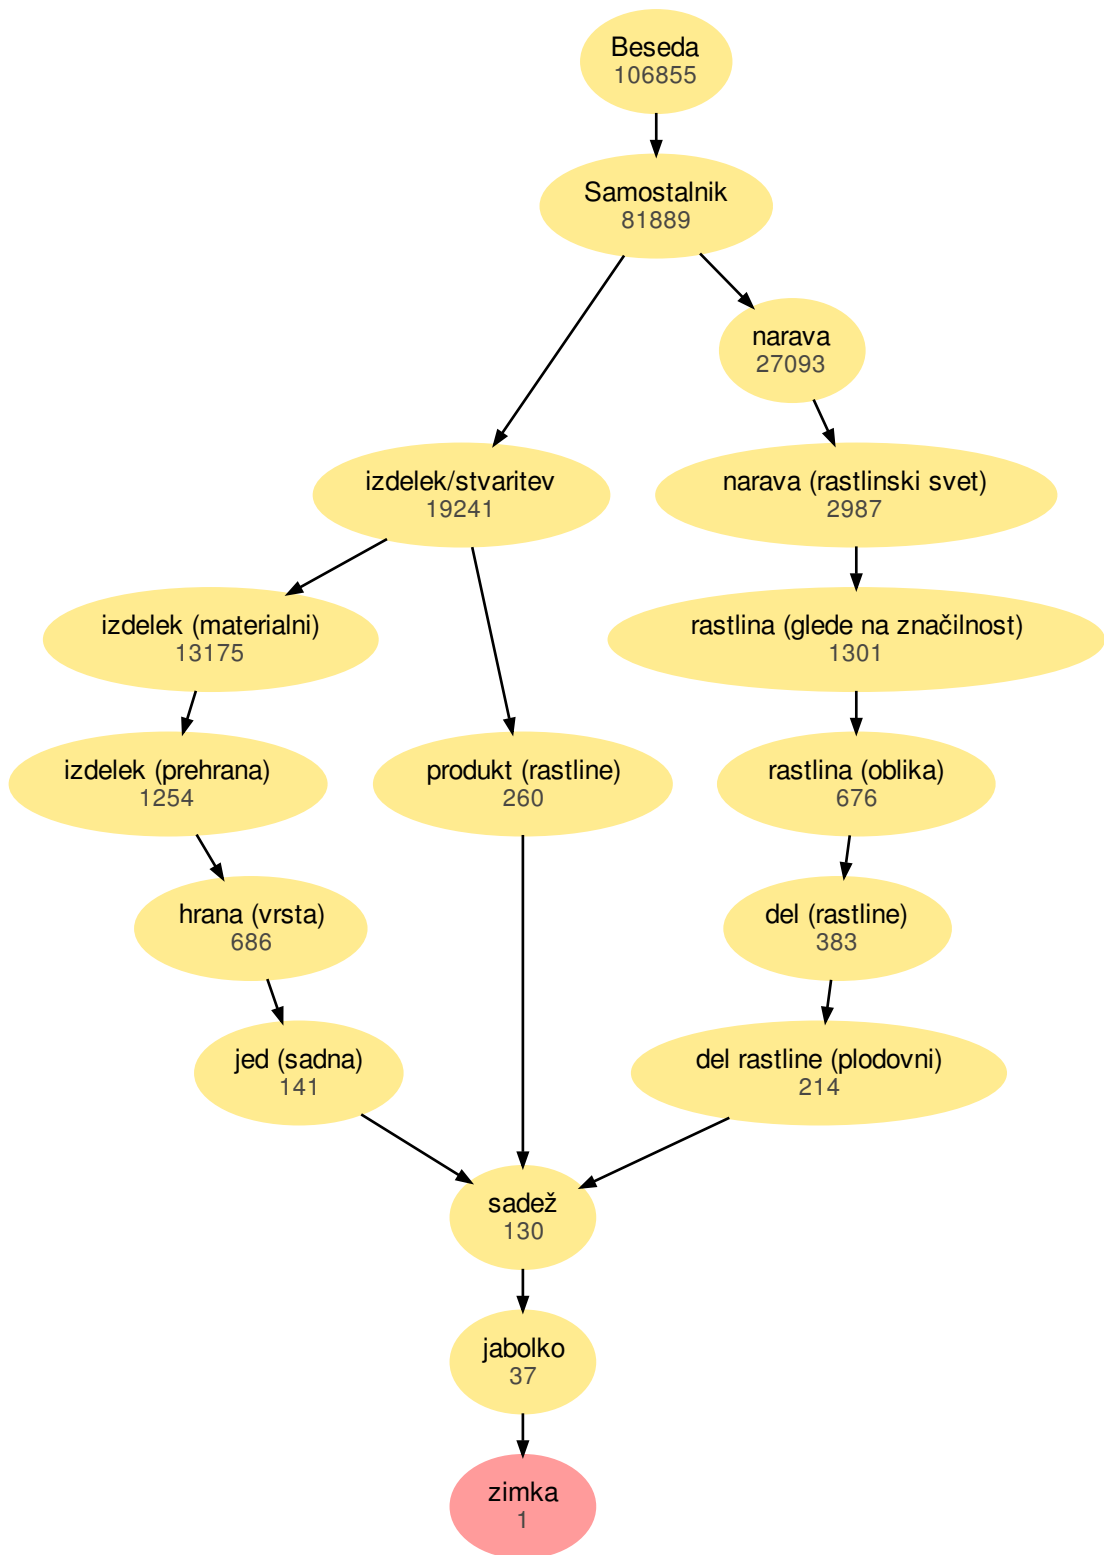 Beseda
106855
Samostalnik
81889
narava
27093
izdelek/stvaritev
19241
narava (rastlinski svet)
2987
izdelek (materialni)
13175
rastlina (glede na značilnost)
1301
izdelek (prehrana)
1254
produkt (rastline)
260
rastlina (oblika)
676
hrana (vrsta)
686
del (rastline)
383
jed (sadna)
141
del rastline (plodovni)
214
sadež
130
jabolko
37
zimka
1